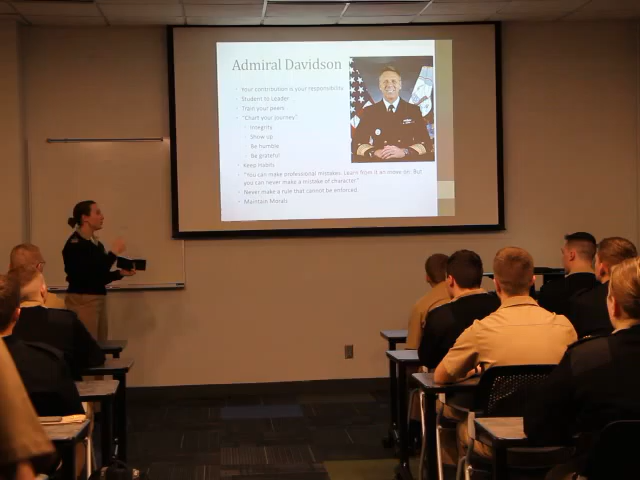 Admiral Davidson
Your contribution is your responsibility
Student to Leader
Train your peers
"Chart your journey"
Integrity
Show up
Be humble
Be grateful
Keep Habits
"You can make professional mistakes. Learn from it an move on. But
you can never make a mistake of character"
Never make a rule that cannot be enforced
Maintain Morals